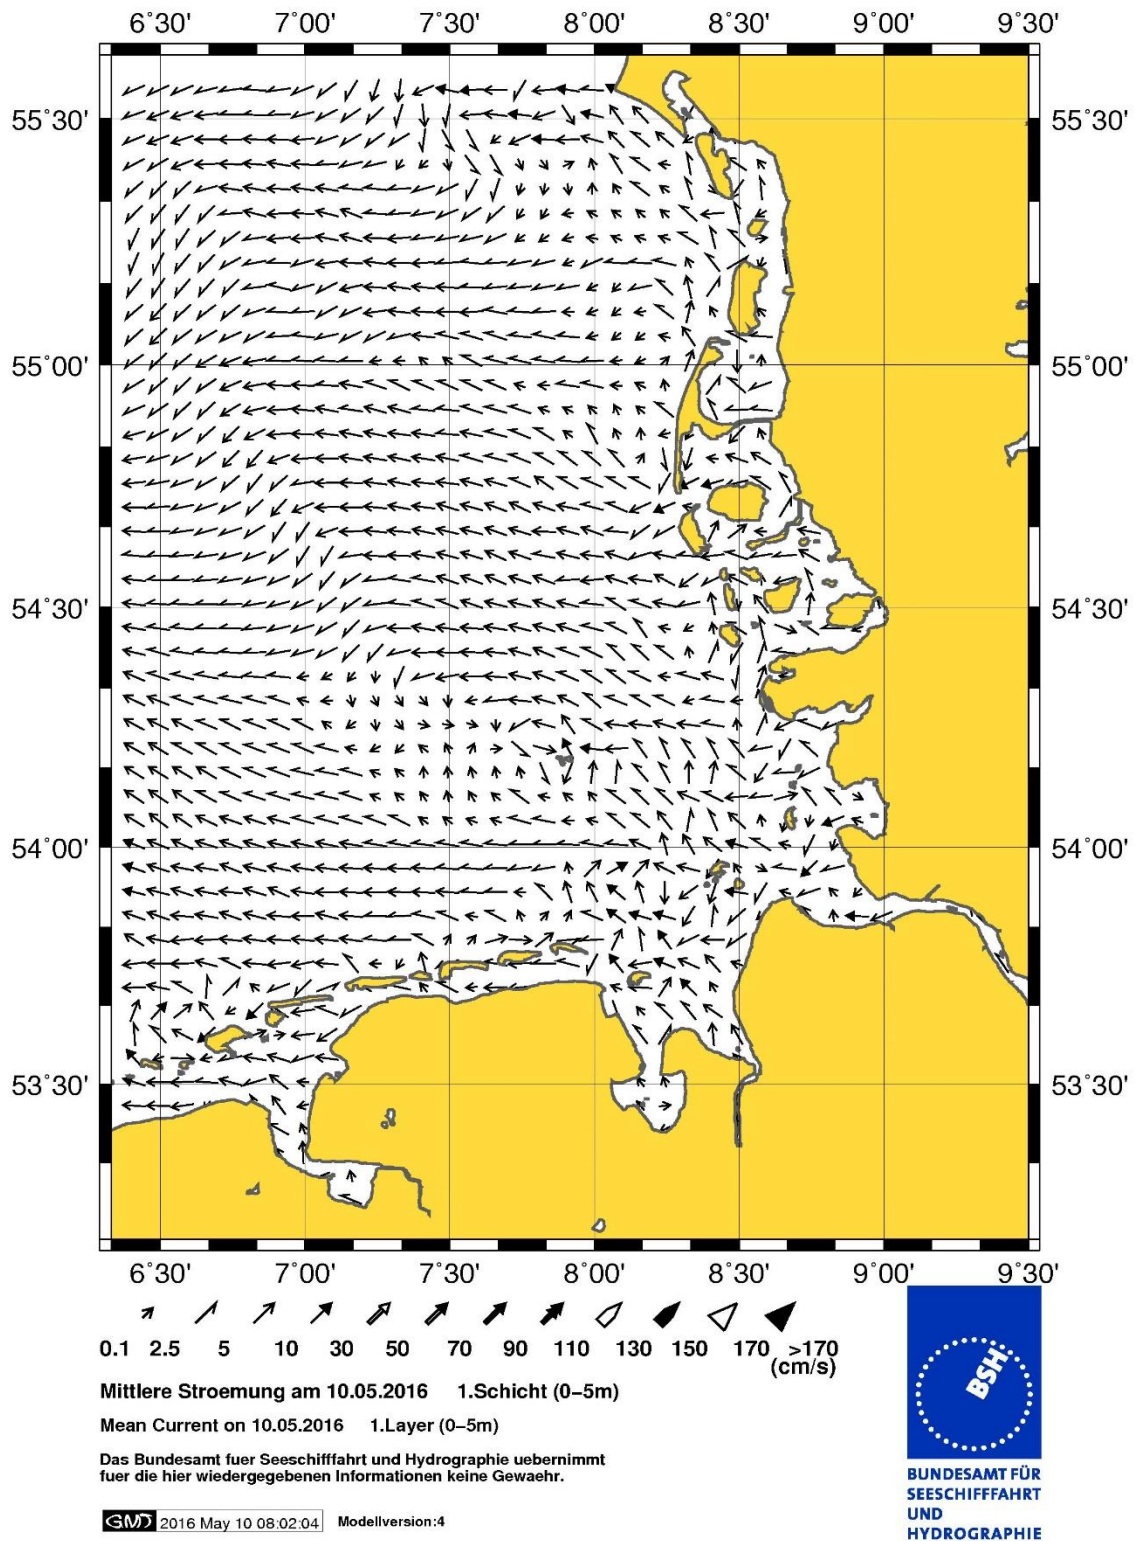 6˚30' 7˚00' 7˚30' 8˚00' 8˚30' 9˚00' 9˚30'
55˚30' 55˚30'
55˚00' 55˚00'
54˚30' 54˚30'
54˚00' 54˚00'
53˚30' 53˚30'
6˚30' 7˚00' 7˚30' 8˚00' 8˚30' 9˚00' 9˚30'
0.1 2.5 5 10 30 50 70 90 110 130 150 170 >170
(cm/s)
Mittlere Stroemung am 10.05.2016 1.Schicht (0–5m)
Mean Current on 10.05.2016 1.Layer (0–5m)
Das Bundesamt fuer Seeschifffahrt und Hydrographie uebernimmt
fuer die hier wiedergegebenen Informationen keine Gewaehr.
GMT 2016 May 10 08:02:04 Modellversion:4
BSH
BUNDESAMT FÜR
SEESCHIFFFAHRT
UND
HYDROGRAPHIE